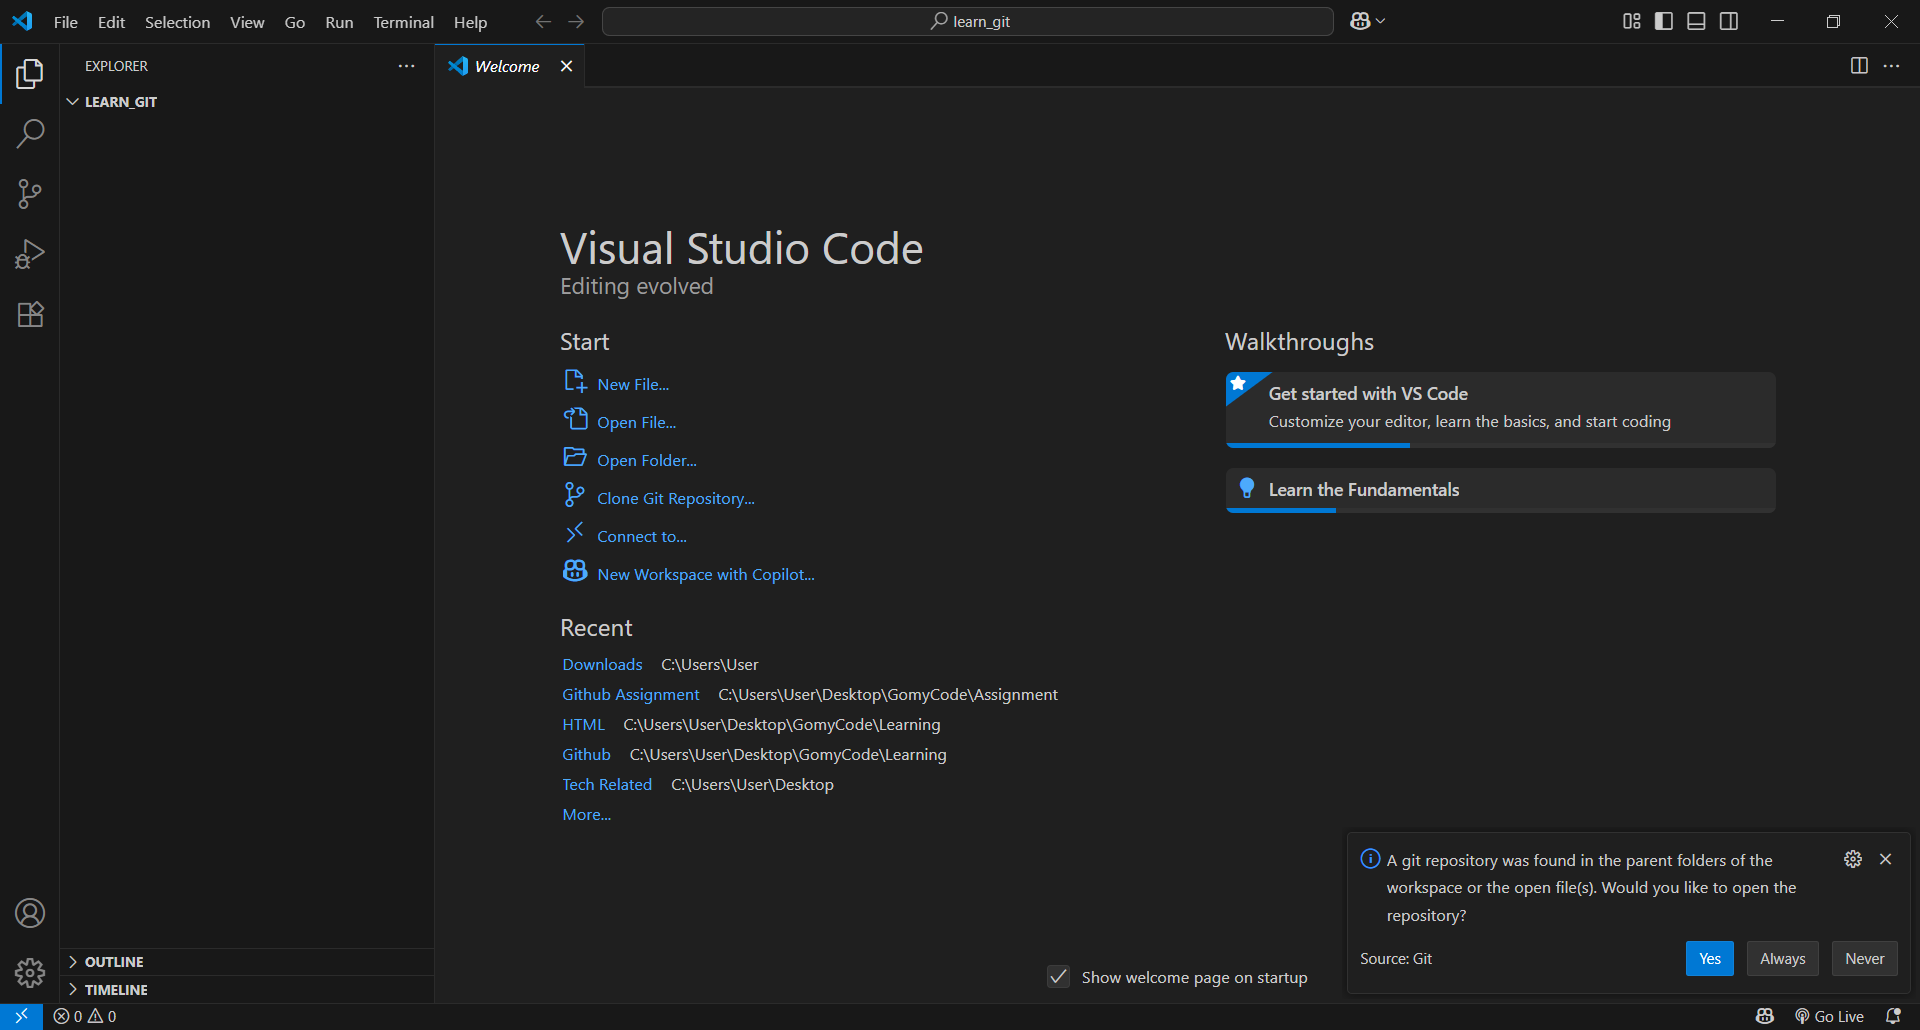 File Edit Selection View Go Run Terminal Help
learn_git
EXPLORER
LEARN_GIT
Welcome
Visual Studio Code
Editing evolved
Start
New File...
Open File...
Open Folder...
Clone Git Repository...
Connect to...
New Workspace with Copilot...
Recent
Downloads C:\Users\User
Github Assignment C:\Users\User\Desktop\GomyCode\Assignment
HTML C:\Users\User\Desktop\GomyCode\Learning
Github C:\Users\User\Desktop\GomyCode\Learning
Tech Related C:\Users\User\Desktop
More...
Walkthroughs
Get started with VS Code
Customize your editor, learn the basics, and start coding
Learn the Fundamentals
A git repository was found in the parent folders of the
workspace or the open file(s). Would you like to open the
repository?
Source: Git
Yes Always Never
Show welcome page on startup
OUTLINE
TIMELINE
0 0
Go Live